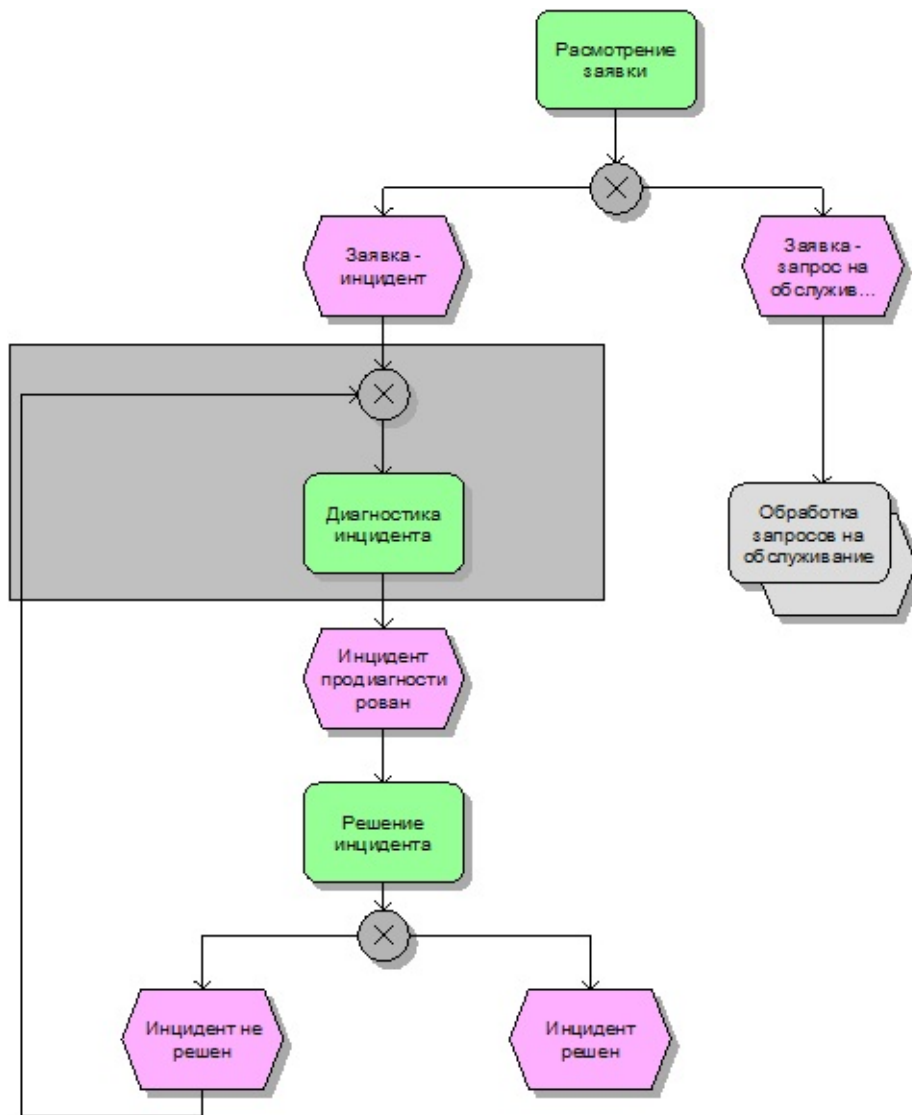 Расмотрение
заявки
Заявка -
инцидент
Заявка -
запрос на
обслужив...
Диагностика
инцидента
Обработка
запросов на
обслуживание
Инцидент
продиагности
рован
Решение
инцидента
Инцидент не
решен
Инцидент
решен